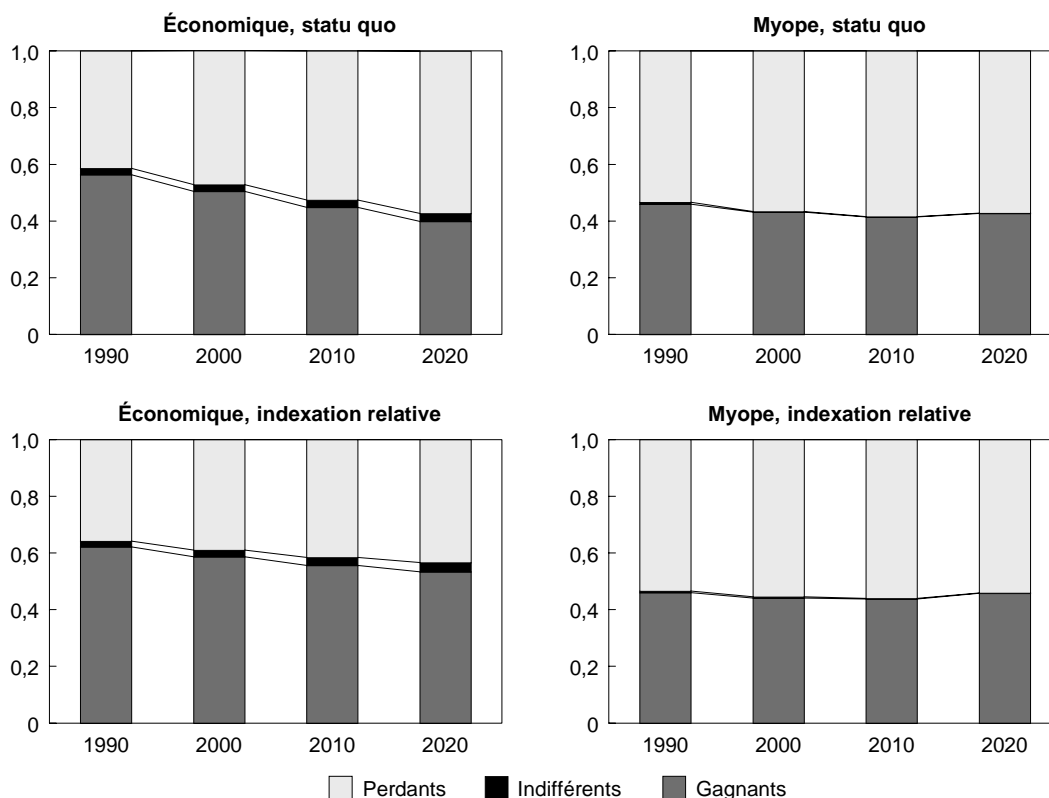 Économique, statu quo
1,0
0,8
0,6
0,4
0,2
0
1990 2000 2010 2020
Myope, statu quo
1,0
0,8
0,6
0,4
0,2
0
1990 2000 2010 2020
Économique, indexation relative
1,0
0,8
0,6
0,4
0,2
0
1990 2000 2010 2020
Myope, indexation relative
1,0
0,8
0,6
0,4
0,2
0
1990 2000 2010 2020
Perdants Indifférents Gagnants